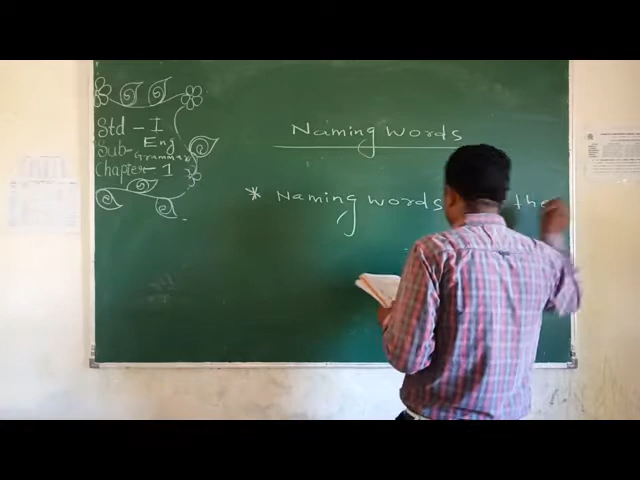 Std - I
Sub- Eng Grammar
Chapter- 1
Naming words
* Naming words the